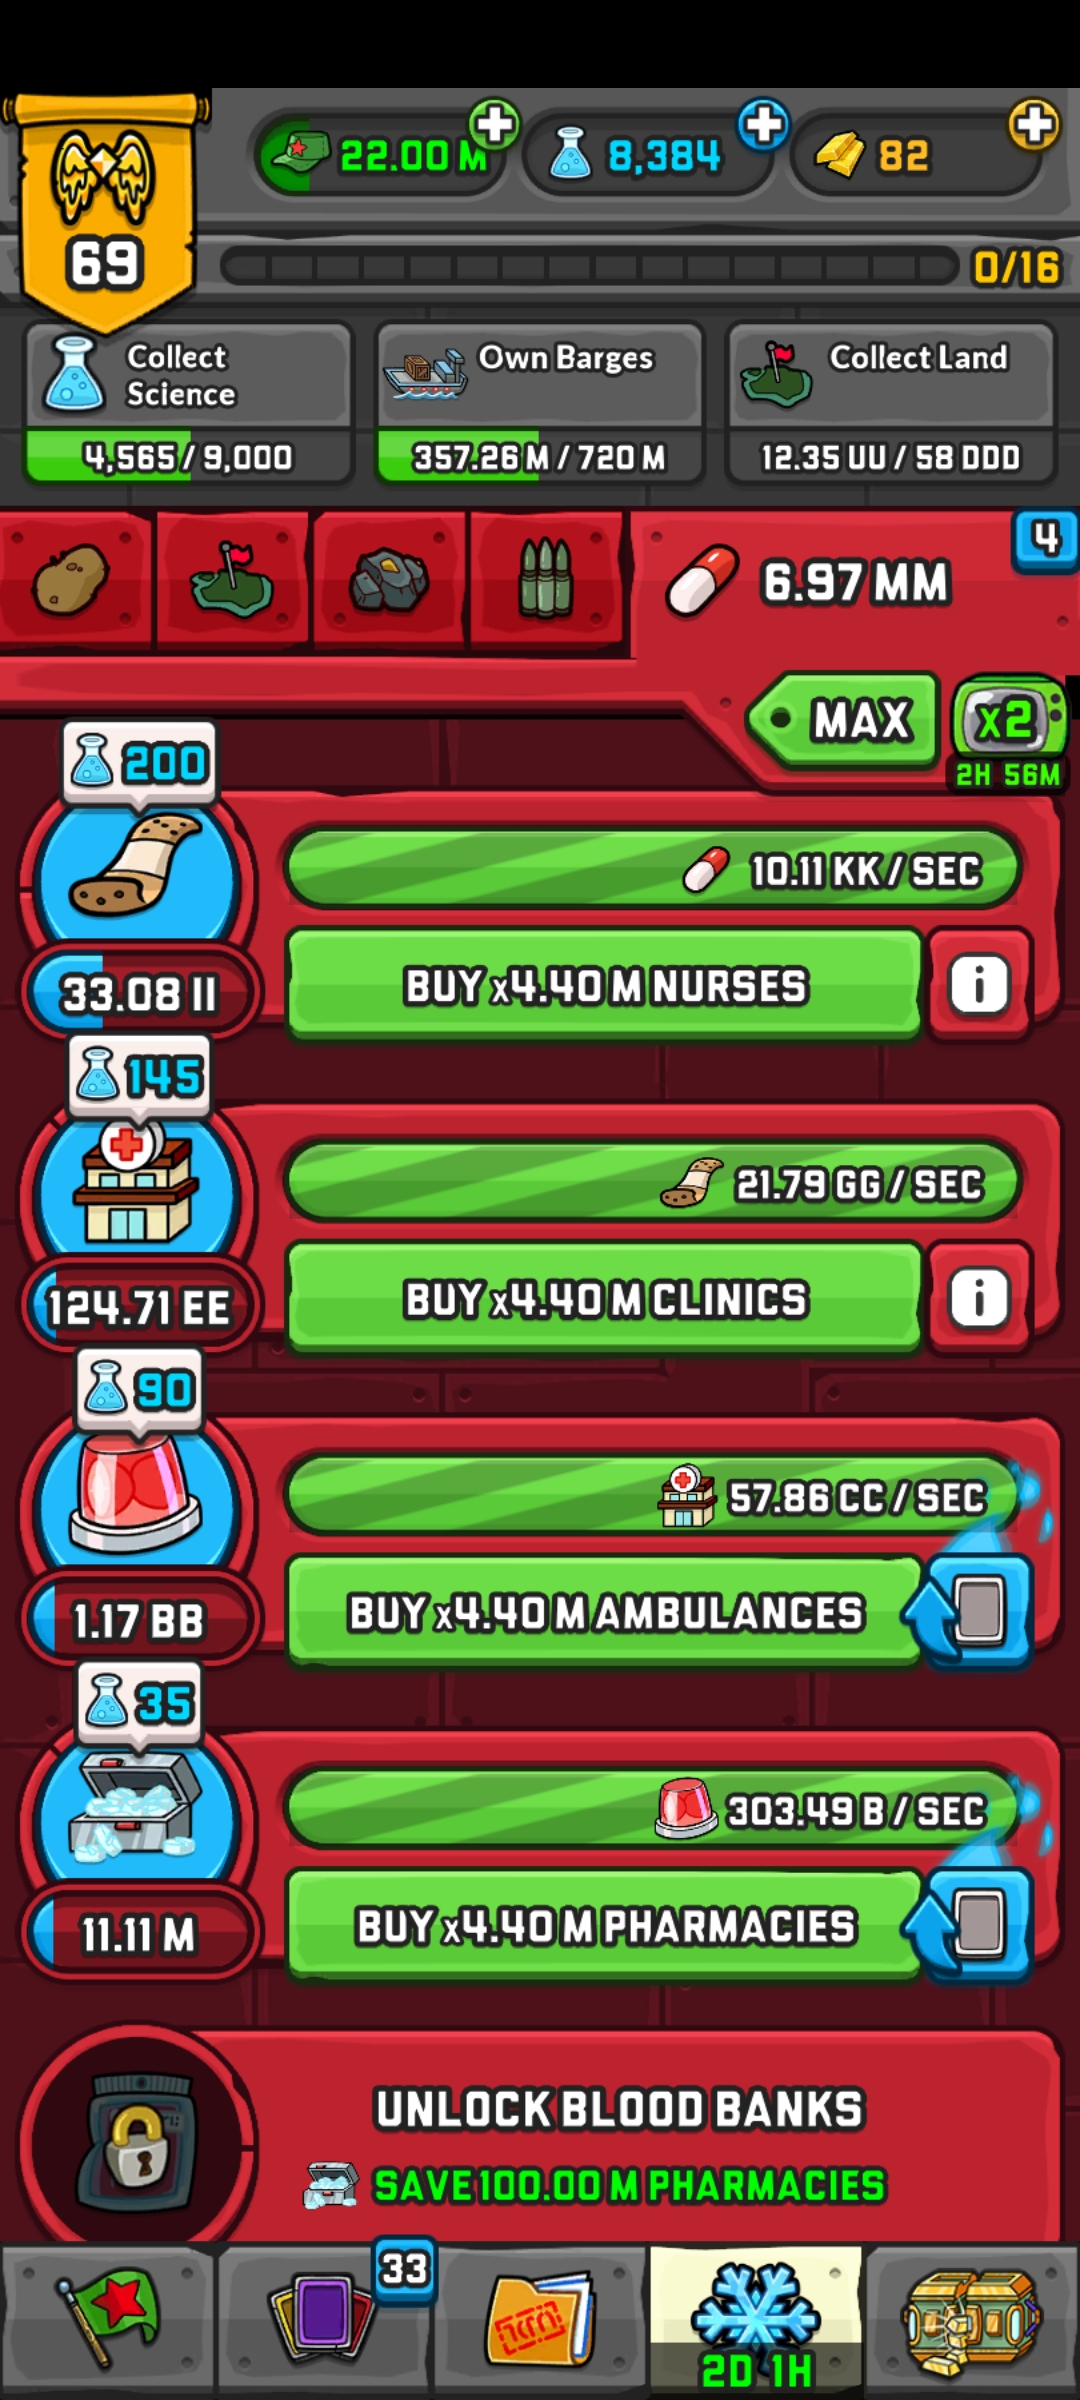 69
22.00 M
8,384
82
0/16
Collect
Science
4,565 / 9,000
Own Barges
357.26 M / 720 M
Collect Land
12.35 UU / 58 DDD
6.97 MM
4
MAX
x2
2H 56M
200
10.11 KK / SEC
BUY x4.40 M NURSES
i
33.08 II
145
21.79 GG / SEC
BUY x4.40 M CLINICS
i
124.71 EE
90
57.86 CC / SEC
BUY x4.40 M AMBULANCES
1.17 BB
35
303.49 B / SEC
BUY x4.40 M PHARMACIES
11.11 M
UNLOCK BLOOD BANKS
SAVE 100.00 M PHARMACIES
33
2D 1H